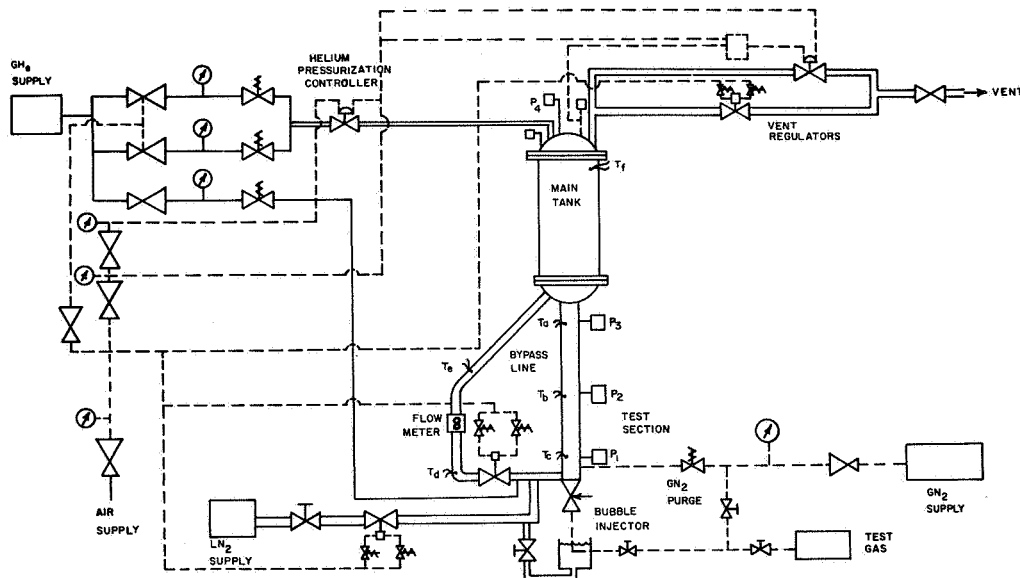 GHe
SUPPLY
HELIUM
PRESSURIZATION
CONTROLLER
P4
VENT
VENT
REGULATORS
Tf
MAIN
TANK
Ta
P3
BYPASS
LINE
Te
Tb
P2
FLOW
METER
TEST
SECTION
Tc
P1
Td
GN2
PURGE
GN2
SUPPLY
AIR
SUPPLY
LN2
SUPPLY
BUBBLE
INJECTOR
TEST
GAS